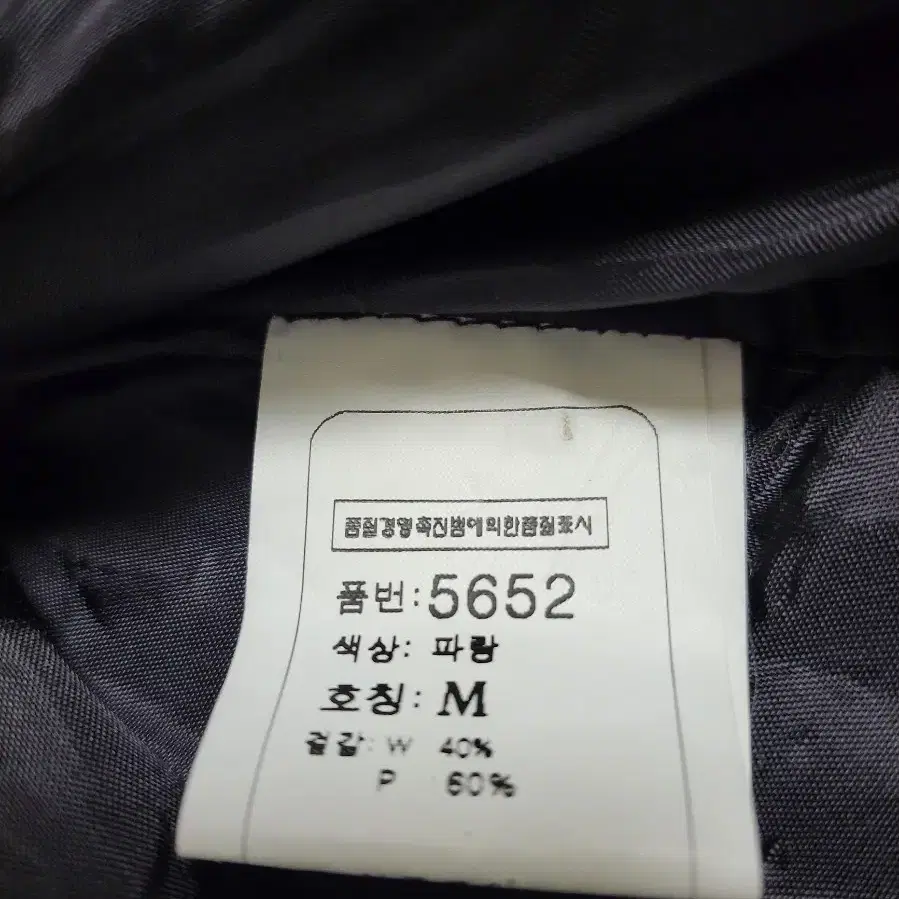 품질경영촉진법에의한품질표시
품번: 5652
색상: 파랑
호칭: M
겉감: W 40%
P 60%